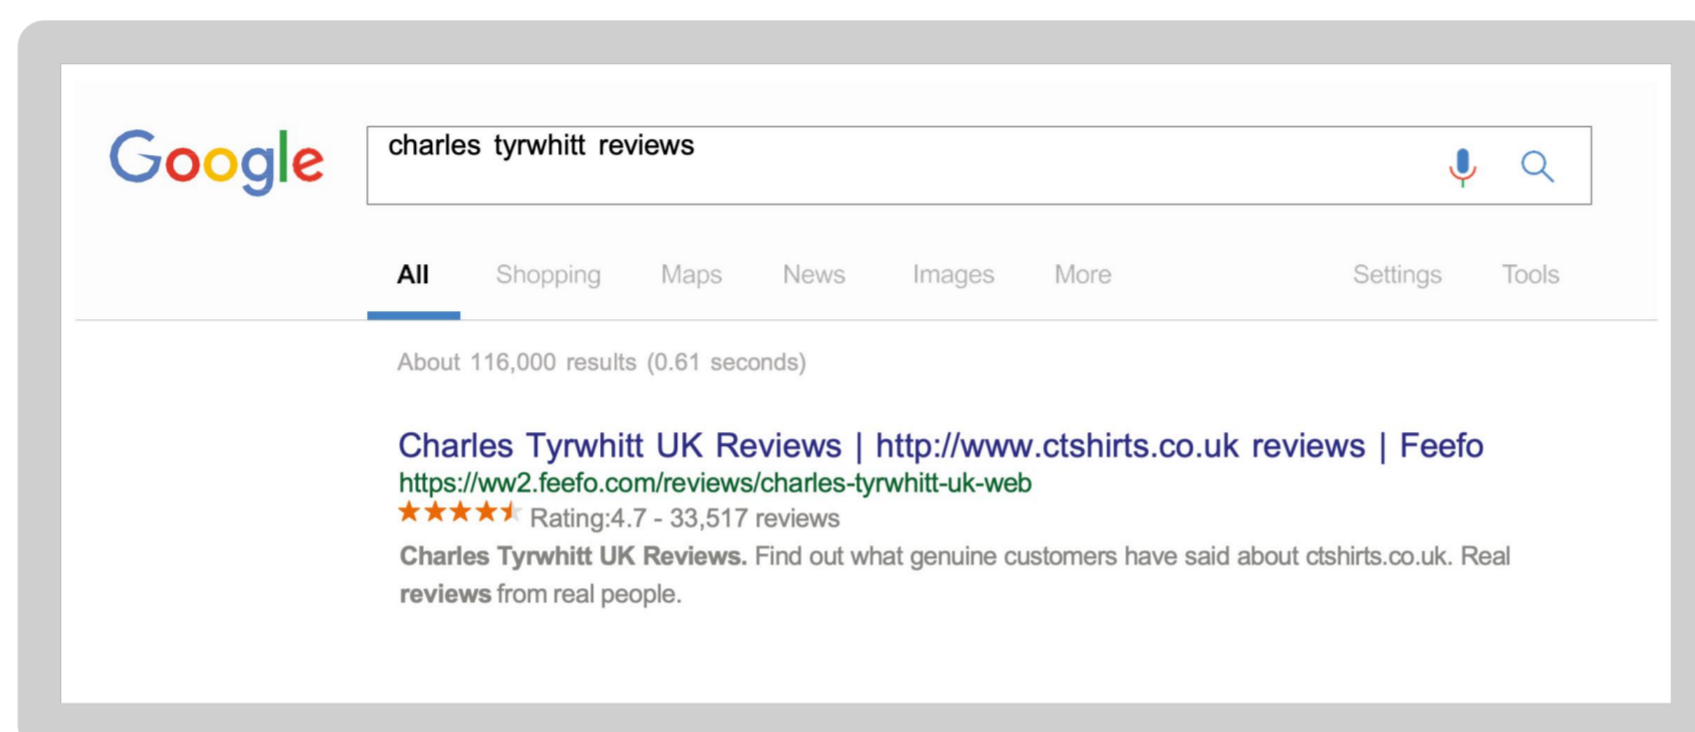 Google
charles tyrwhitt reviews
All Shopping Maps News Images More Settings Tools
About 116,000 results (0.61 seconds)
Charles Tyrwhitt UK Reviews | http://www.ctshirts.co.uk reviews | Feefo
https://ww2.feefo.com/reviews/charles-tyrwhitt-uk-web
Rating:4.7 - 33,517 reviews
Charles Tyrwhitt UK Reviews. Find out what genuine customers have said about ctshirts.co.uk. Real
reviews from real people.